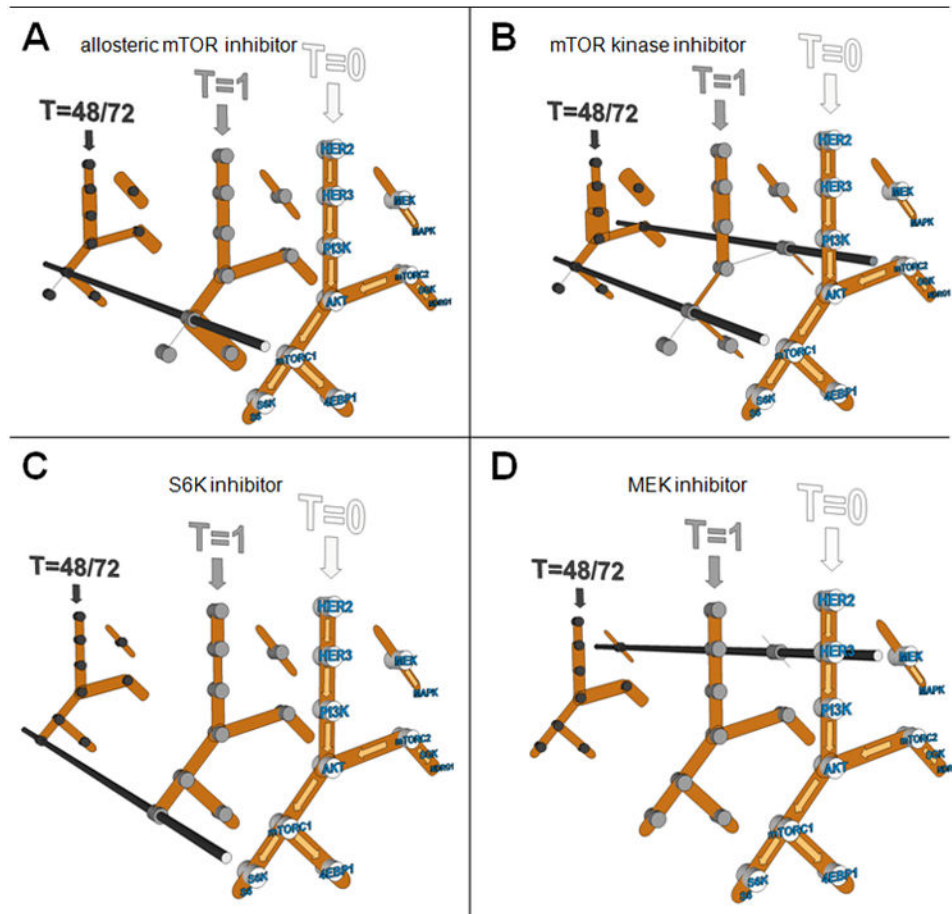 A
allosteric mTOR inhibitor
T=0
T=1
T=48/72
HER2
HER3
MEK
MAPK
PI3K
mTORC2
AKT
mTORC1
S6K
S6
4EBP1
B
mTOR kinase inhibitor
T=0
T=1
T=48/72
HER2
HER3
MEK
MAPK
PI3K
mTORC2
AKT
mTORC1
S6K
S6
4EBP1
C
S6K inhibitor
T=0
T=1
T=48/72
HER2
HER3
MEK
MAPK
PI3K
mTORC2
AKT
mTORC1
S6K
S6
4EBP1
D
MEK inhibitor
T=0
T=1
T=48/72
HER2
HER3
MEK
MAPK
PI3K
mTORC2
AKT
mTORC1
S6K
S6
4EBP1